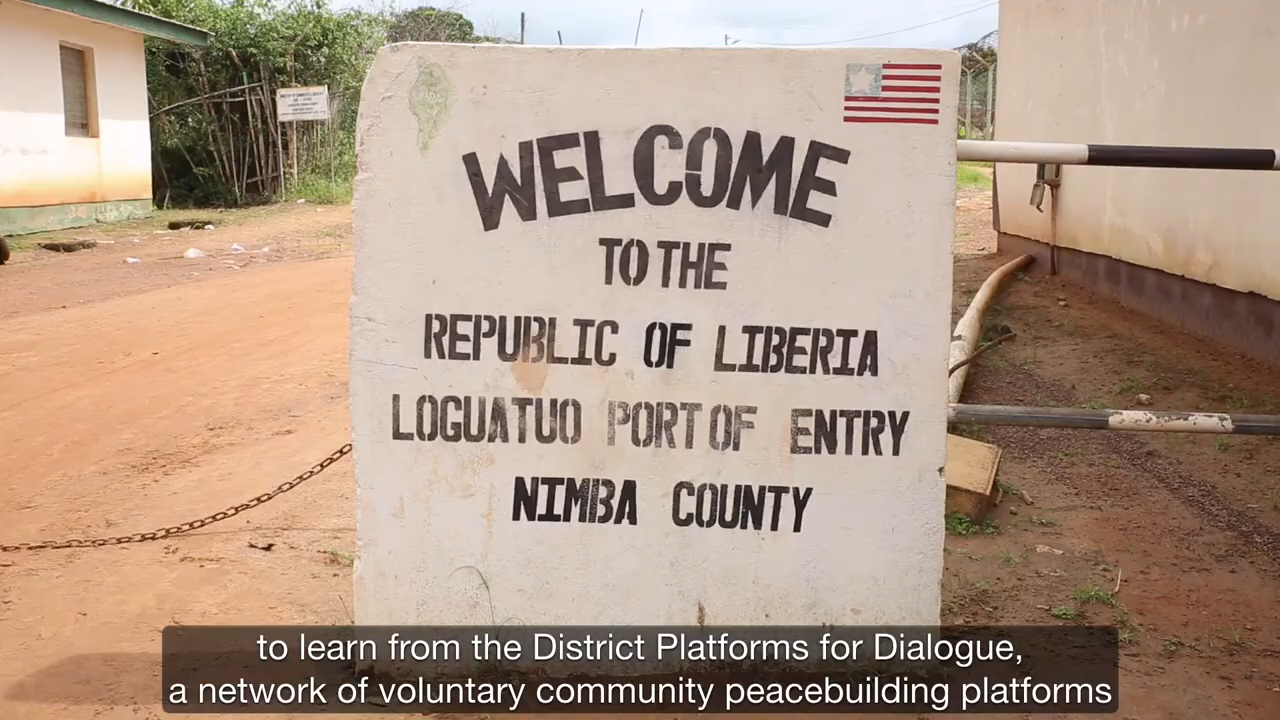 WELCOME
TO THE
REPUBLIC OF LIBERIA
LOGUATUO PORT OF ENTRY
NIMBA COUNTY
to learn from the District Platforms for Dialogue,
a network of voluntary community peacebuilding platforms